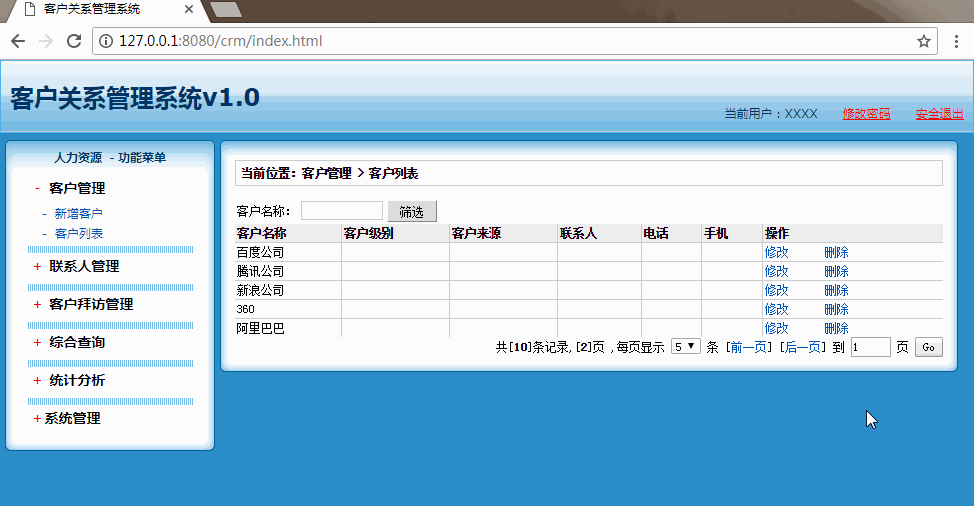 客户关系管理系统
127.0.0.1:8080/crm/index.html
客户关系管理系统v1.0
当前用户：XXXX 修改密码 安全退出
人力资源 - 功能菜单
- 客户管理
- 新增客户
- 客户列表
+ 联系人管理
+ 客户拜访管理
+ 综合查询
+ 统计分析
+ 系统管理
当前位置：客户管理 > 客户列表
客户名称： 筛选
客户名称 客户级别 客户来源 联系人 电话 手机 操作
百度公司 修改 删除
腾讯公司 修改 删除
新浪公司 修改 删除
360 修改 删除
阿里巴巴 修改 删除
共[10]条记录,[2]页 ,每页显示 5 条 [前一页] [后一页] 到 1 页 Go